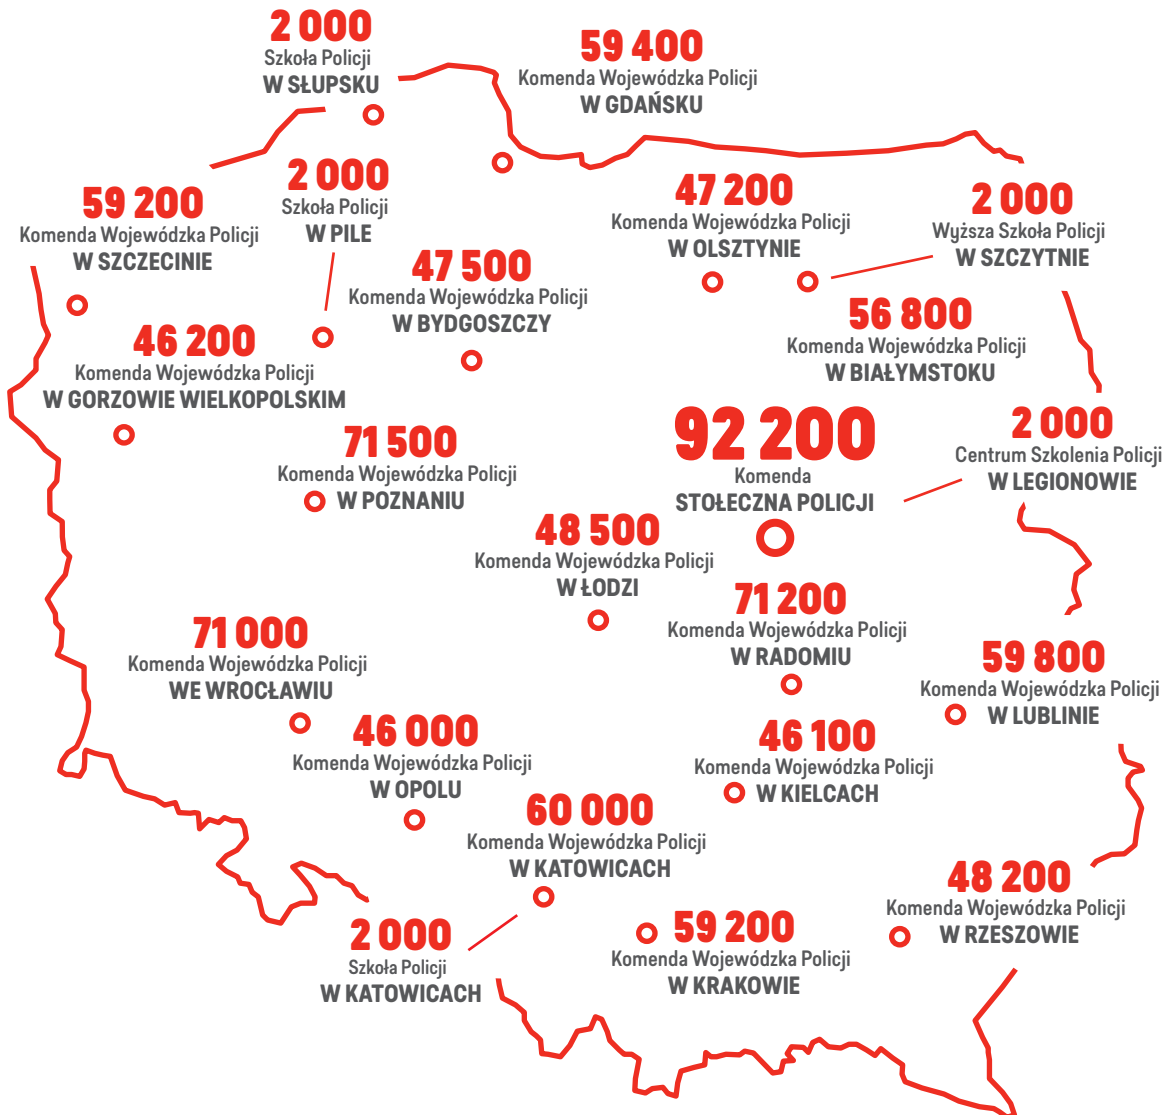 2 000
Szkoła Policji
W SŁUPSKU
59 400
Komenda Wojewódzka Policji
W GDAŃSKU
2 000
Szkoła Policji
W PILE
59 200
Komenda Wojewódzka Policji
W SZCZECINIE
47 200
Komenda Wojewódzka Policji
W OLSZTYNIE
2 000
Wyższa Szkoła Policji
W SZCZYTNIE
47 500
Komenda Wojewódzka Policji
W BYDGOSZCZY
56 800
Komenda Wojewódzka Policji
W BIAŁYMSTOKU
46 200
Komenda Wojewódzka Policji
W GORZOWIE WIELKOPOLSKIM
71 500
Komenda Wojewódzka Policji
W POZNANIU
92 200
Komenda
STOŁECZNA POLICJI
2 000
Centrum Szkolenia Policji
W LEGIONOWIE
48 500
Komenda Wojewódzka Policji
W ŁODZI
71 200
Komenda Wojewódzka Policji
W RADOMIU
71 000
Komenda Wojewódzka Policji
WE WROCŁAWIU
59 800
Komenda Wojewódzka Policji
W LUBLINIE
46 000
Komenda Wojewódzka Policji
W OPOLU
46 100
Komenda Wojewódzka Policji
W KIELCACH
60 000
Komenda Wojewódzka Policji
W KATOWICACH
48 200
Komenda Wojewódzka Policji
W RZESZOWIE
2 000
Szkoła Policji
W KATOWICACH
59 200
Komenda Wojewódzka Policji
W KRAKOWIE